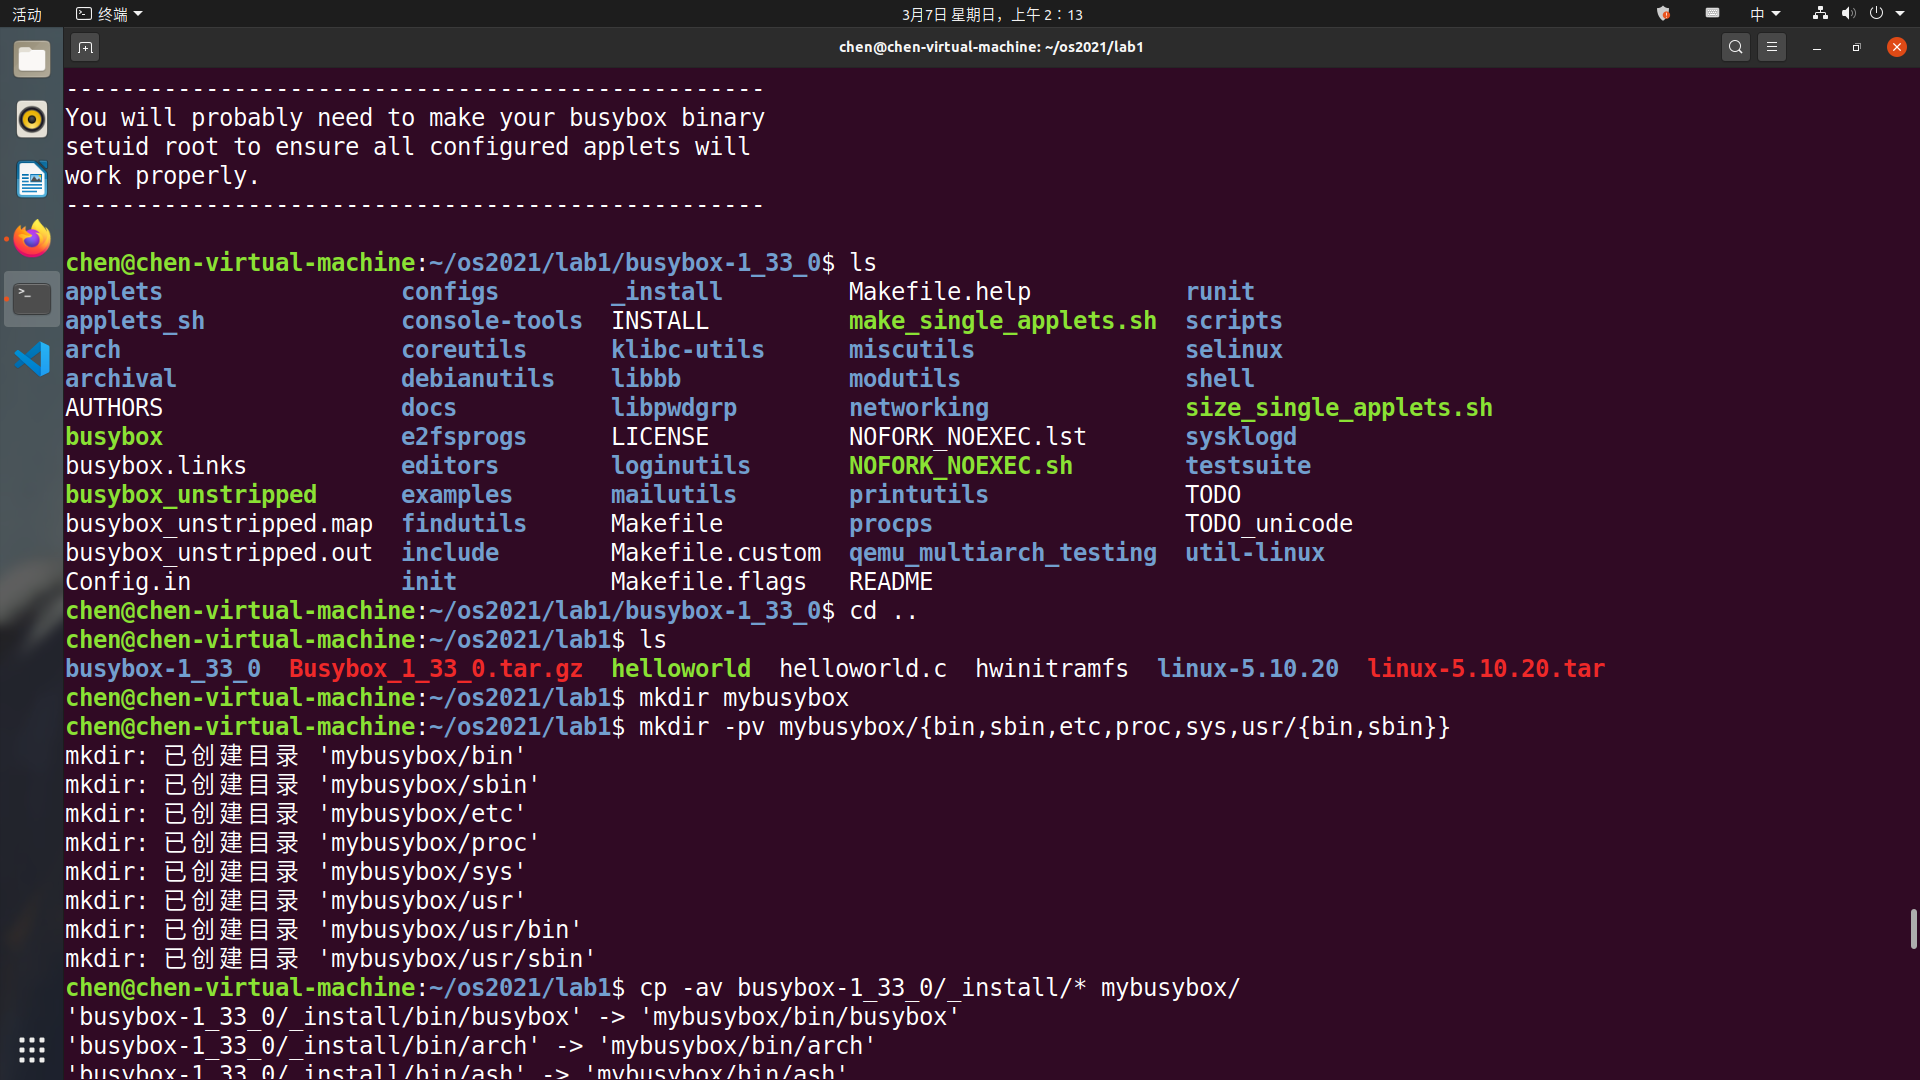 活动 终端 3月7日 星期日，上午 2：13 中
chen@chen-virtual-machine: ~/os2021/lab1
--------------------------------------------------
You will probably need to make your busybox binary
setuid root to ensure all configured applets will
work properly.
--------------------------------------------------
chen@chen-virtual-machine:~/os2021/lab1/busybox-1_33_0$ ls
applets configs _install Makefile.help runit
applets_sh console-tools INSTALL make_single_applets.sh scripts
arch coreutils klibc-utils miscutils selinux
archival debianutils libbb modutils shell
AUTHORS docs libpwdgrp networking size_single_applets.sh
busybox e2fsprogs LICENSE NOFORK_NOEXEC.lst sysklogd
busybox.links editors loginutils NOFORK_NOEXEC.sh testsuite
busybox_unstripped examples mailutils printutils TODO
busybox_unstripped.map findutils Makefile procps TODO_unicode
busybox_unstripped.out include Makefile.custom qemu_multiarch_testing util-linux
Config.in init Makefile.flags README
chen@chen-virtual-machine:~/os2021/lab1/busybox-1_33_0$ cd ..
chen@chen-virtual-machine:~/os2021/lab1$ ls
busybox-1_33_0 Busybox_1_33_0.tar.gz helloworld helloworld.c hwinitramfs linux-5.10.20 linux-5.10.20.tar
chen@chen-virtual-machine:~/os2021/lab1$ mkdir mybusybox
chen@chen-virtual-machine:~/os2021/lab1$ mkdir -pv mybusybox/{bin,sbin,etc,proc,sys,usr/{bin,sbin}}
mkdir: 已创建目录 'mybusybox/bin'
mkdir: 已创建目录 'mybusybox/sbin'
mkdir: 已创建目录 'mybusybox/etc'
mkdir: 已创建目录 'mybusybox/proc'
mkdir: 已创建目录 'mybusybox/sys'
mkdir: 已创建目录 'mybusybox/usr'
mkdir: 已创建目录 'mybusybox/usr/bin'
mkdir: 已创建目录 'mybusybox/usr/sbin'
chen@chen-virtual-machine:~/os2021/lab1$ cp -av busybox-1_33_0/_install/* mybusybox/
'busybox-1_33_0/_install/bin/busybox' -> 'mybusybox/bin/busybox'
'busybox-1_33_0/_install/bin/arch' -> 'mybusybox/bin/arch'
'busybox-1_33_0/_install/bin/ash' -> 'mybusybox/bin/ash'